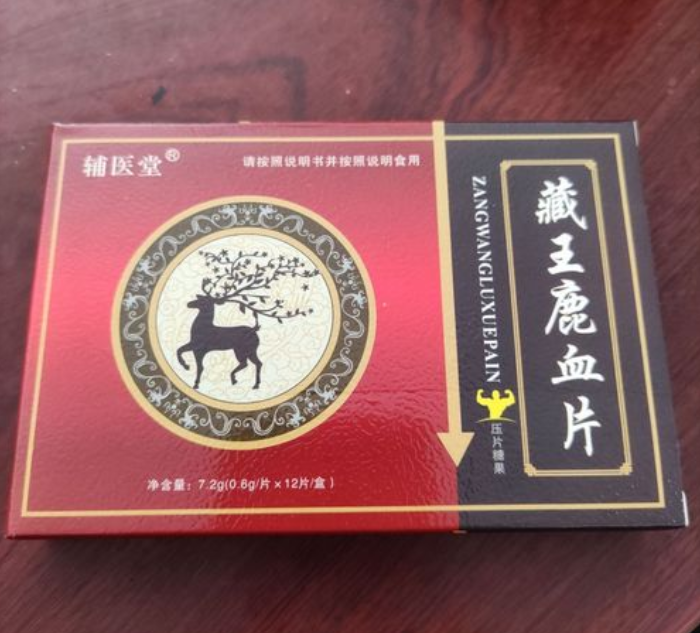 辅医堂®
请按照说明书并按照说明食用
藏王鹿血片
ZANGWANGLUXUEPAIN
压片糖果
净含量：7.2g(0.6g/片×12片/盒)